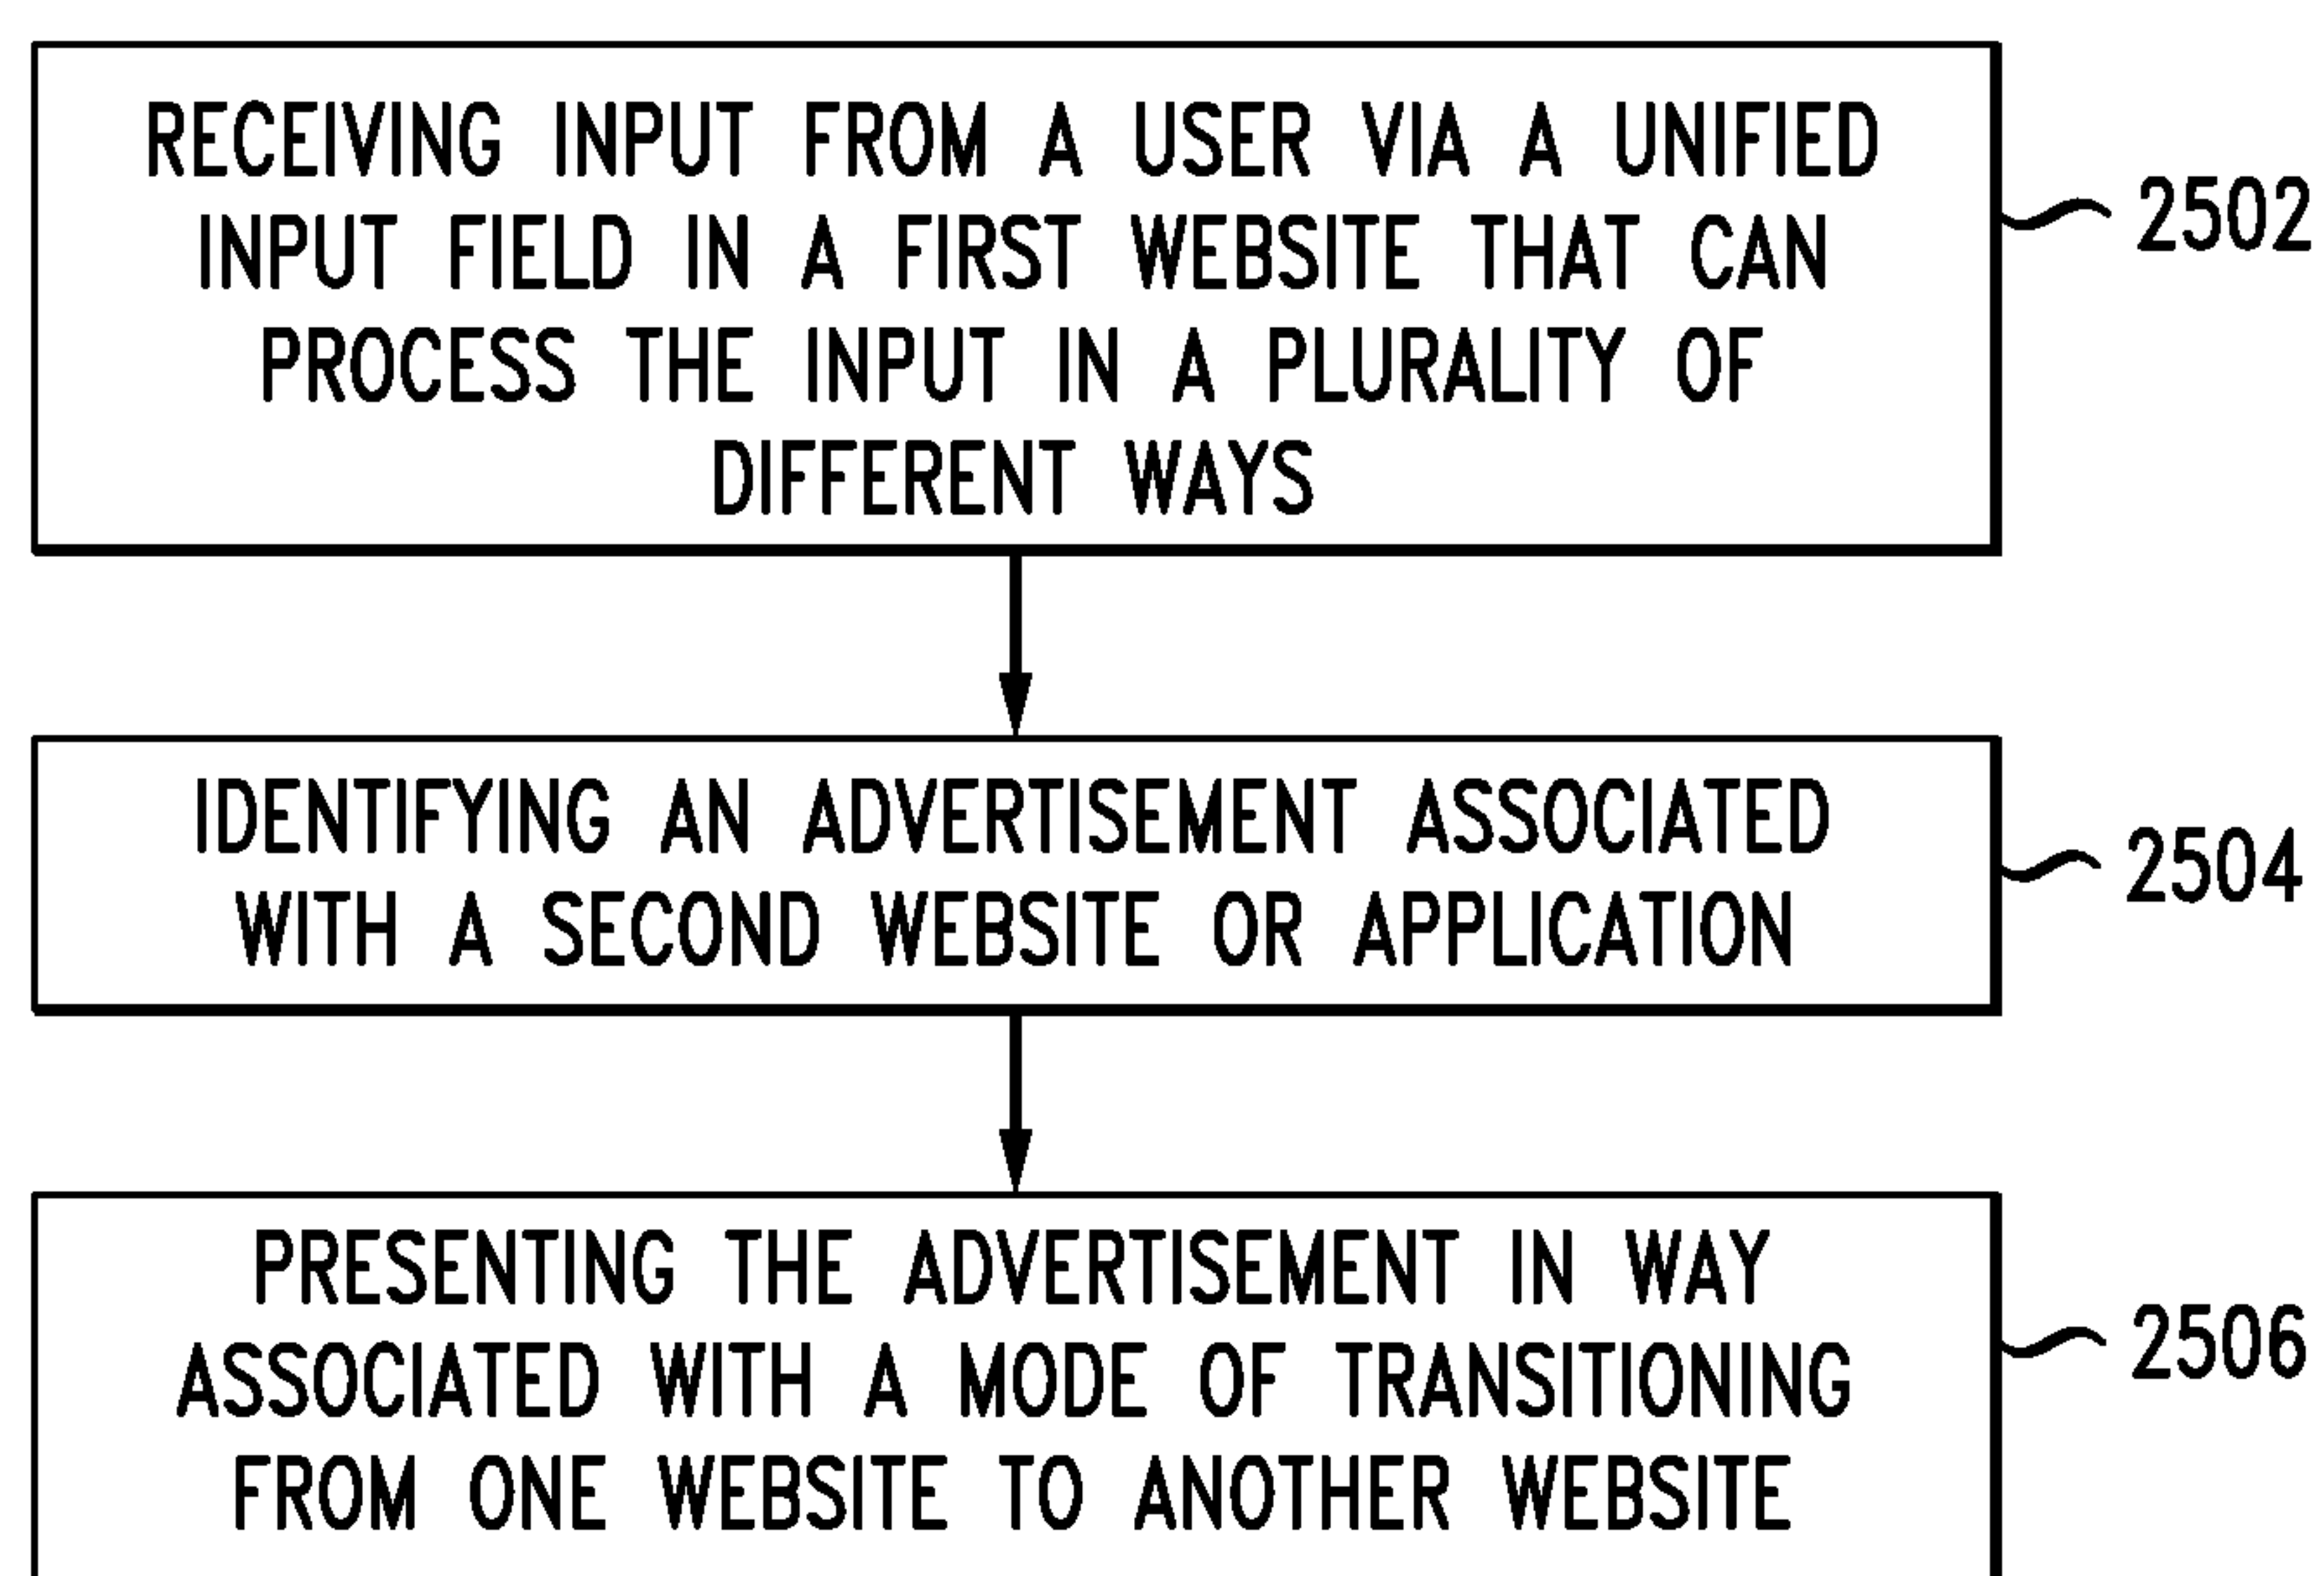 RECEIVING INPUT FROM A USER VIA A UNIFIED
INPUT FIELD IN A FIRST WEBSITE THAT CAN
PROCESS THE INPUT IN A PLURALITY OF
DIFFERENT WAYS
2502
IDENTIFYING AN ADVERTISEMENT ASSOCIATED
WITH A SECOND WEBSITE OR APPLICATION
2504
PRESENTING THE ADVERTISEMENT IN WAY
ASSOCIATED WITH A MODE OF TRANSITIONING
FROM ONE WEBSITE TO ANOTHER WEBSITE
2506